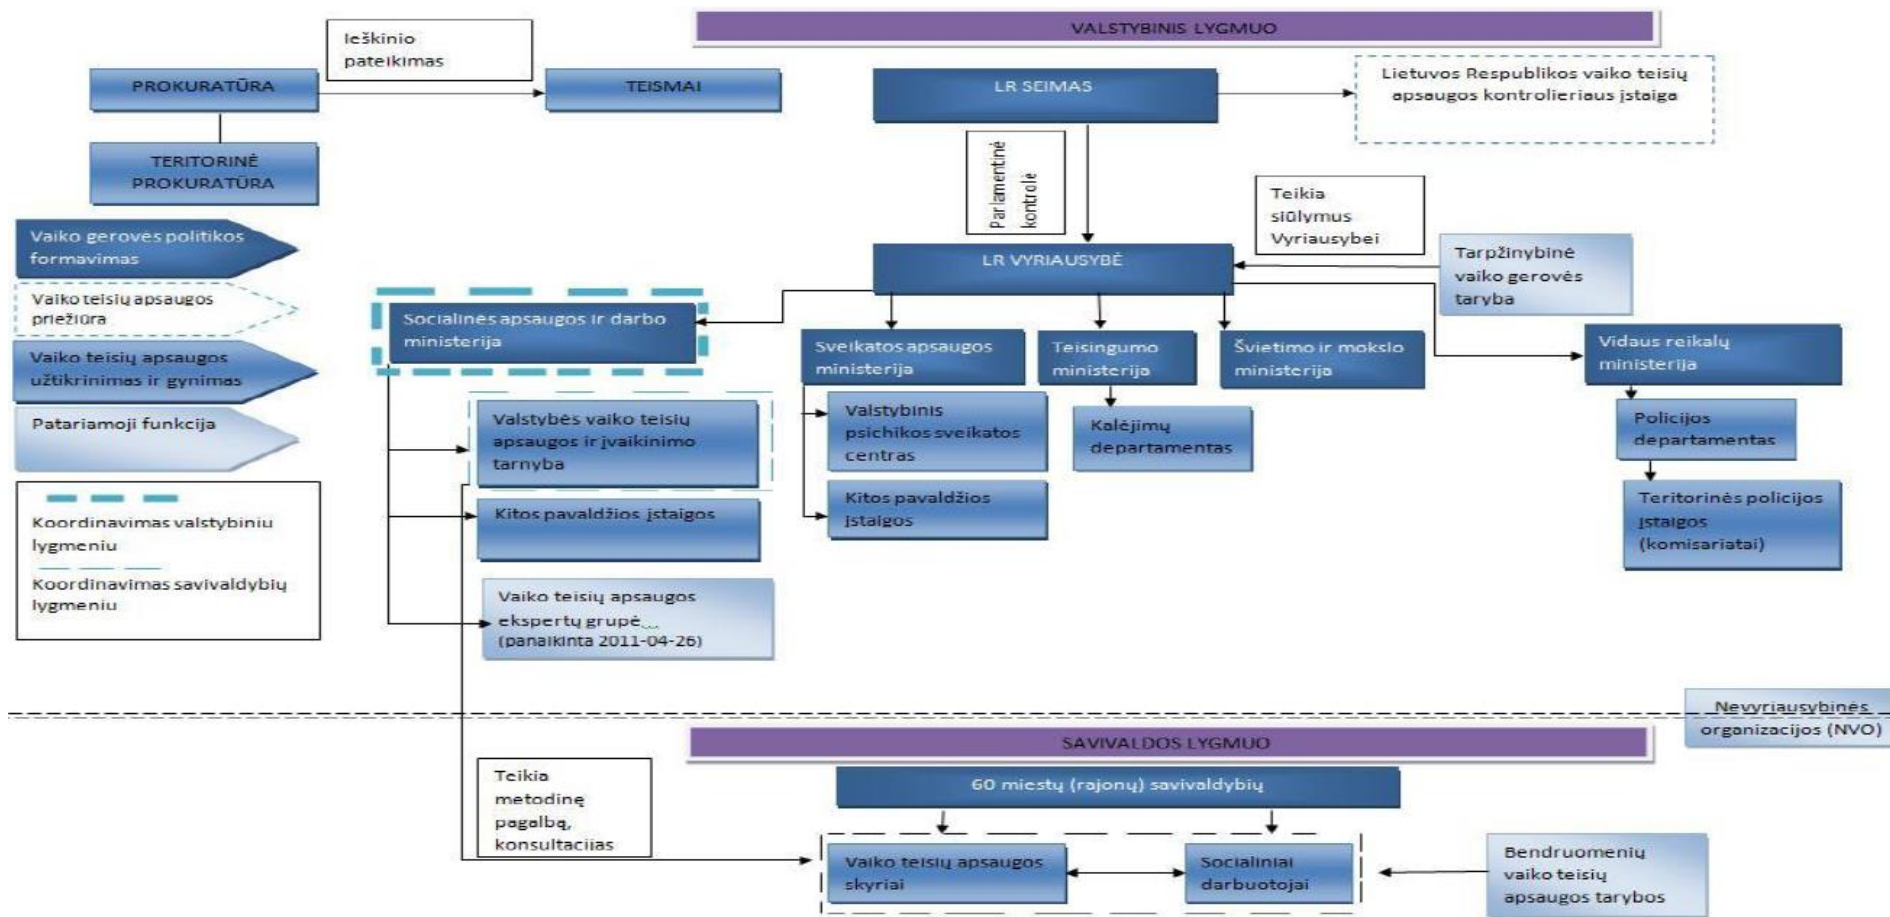 VALSTYBINIS LYGMUO
Ieškinio
pateikimas
PROKURATŪRA
TEISMAI
LR SEIMAS
Lietuvos Respublikos vaiko teisių
apsaugos kontrolieriaus įstaiga
TERITORINĖ
PROKURATŪRA
Parlamentinė
kontrolė
Teikia
siūlymus
Vyriausybei
Vaiko gerovės politikos
formavimas
LR VYRIAUSYBĖ
Tarpžinybinė
vaiko gerovės
taryba
Vaiko teisių apsaugos
priežiūra
Socialinės apsaugos ir darbo
ministerija
Sveikatos apsaugos
ministerija
Teisingumo
ministerija
Švietimo ir mokslo
ministerija
Vidaus reikalų
ministerija
Vaiko teisių apsaugos
užtikrinimas ir gynimas
Patariamoji funkcija
Valstybės vaiko teisių
apsaugos ir įvaikinimo
tarnyba
Valstybinis
psichikos sveikatos
centras
Kalėjimų
departamentas
Policijos
departamentas
Koordinavimas valstybiniu
lygmeniu
Koordinavimas savivaldybių
lygmeniu
Kitos pavaldžios įstaigos
Kitos pavaldžios
įstaigos
Teritorinės policijos
įstaigos
(komisariatai)
Vaiko teisių apsaugos
ekspertų grupė...
(panaikinta 2011-04-26)
Nevyriausybinės
organizacijos (NVO)
SAVIVALDOS LYGMUO
Teikia
metodinę
pagalbą,
konsultacijas
60 miestų (rajonų) savivaldybių
Vaiko teisių apsaugos
skyriai
Socialiniai
darbuotojai
Bendruomenių
vaiko teisių
apsaugos tarybos